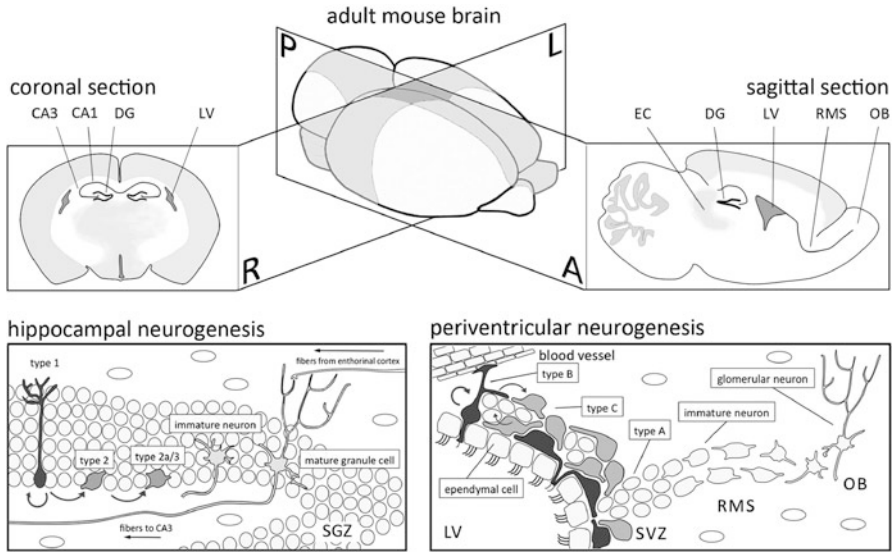 adult mouse brain
P
L
coronal section
sagittal section
CA3 CA1 DG LV
EC DG LV RMS OB
R
A
hippocampal neurogenesis
periventricular neurogenesis
type 1
fibers from enthorinal cortex
immature neuron
type 2
type 2a/3
mature granule cell
fibers to CA3
SGZ
blood vessel
type B
glomerular neuron
type C
immature neuron
type A
ependymal cell
OB
RMS
LV
SVZ